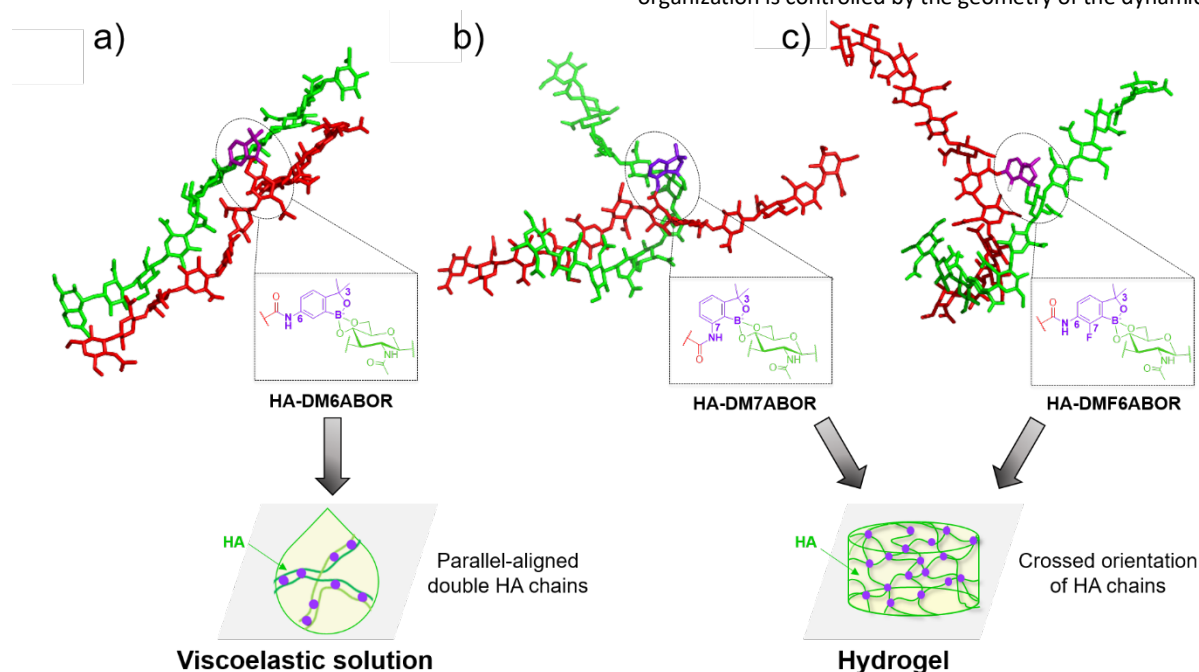 organization is controlled by the geometry of the dynamic
a)
b)
c)
3
O
B
O
O
6
N
H
O
O
O
NH
O
HA-DM6ABOR
3
O
B
O
O
7
NH
O
O
O
NH
O
HA-DM7ABOR
3
O
B
O
O
6
7
N
H
F
O
O
O
NH
O
HA-DMF6ABOR
HA
Parallel-aligned
double HA chains
HA
Crossed orientation
of HA chains
Viscoelastic solution
Hydrogel